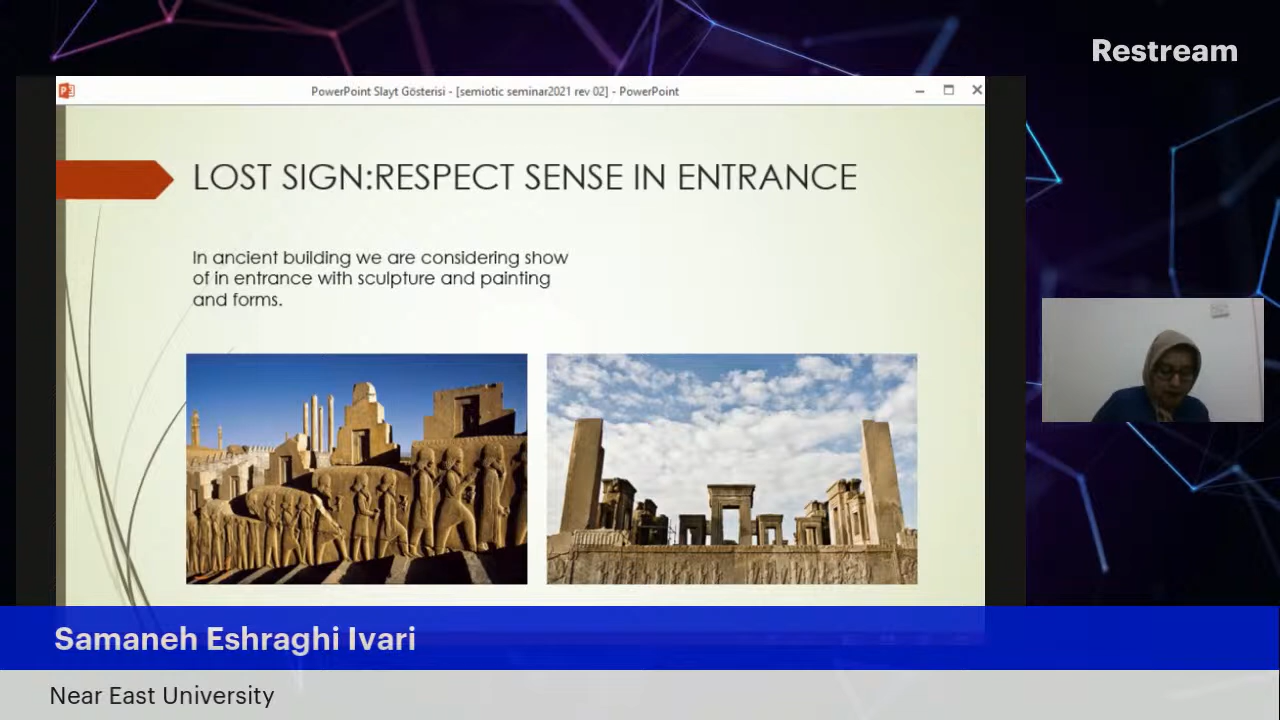 Restream
PowerPoint Slayt Gösterisi - [semiotic seminar2021 rev 02] - PowerPoint
LOST SIGN:RESPECT SENSE IN ENTRANCE
In ancient building we are considering show
of in entrance with sculpture and painting
and forms.
Samaneh Eshraghi Ivari
Near East University